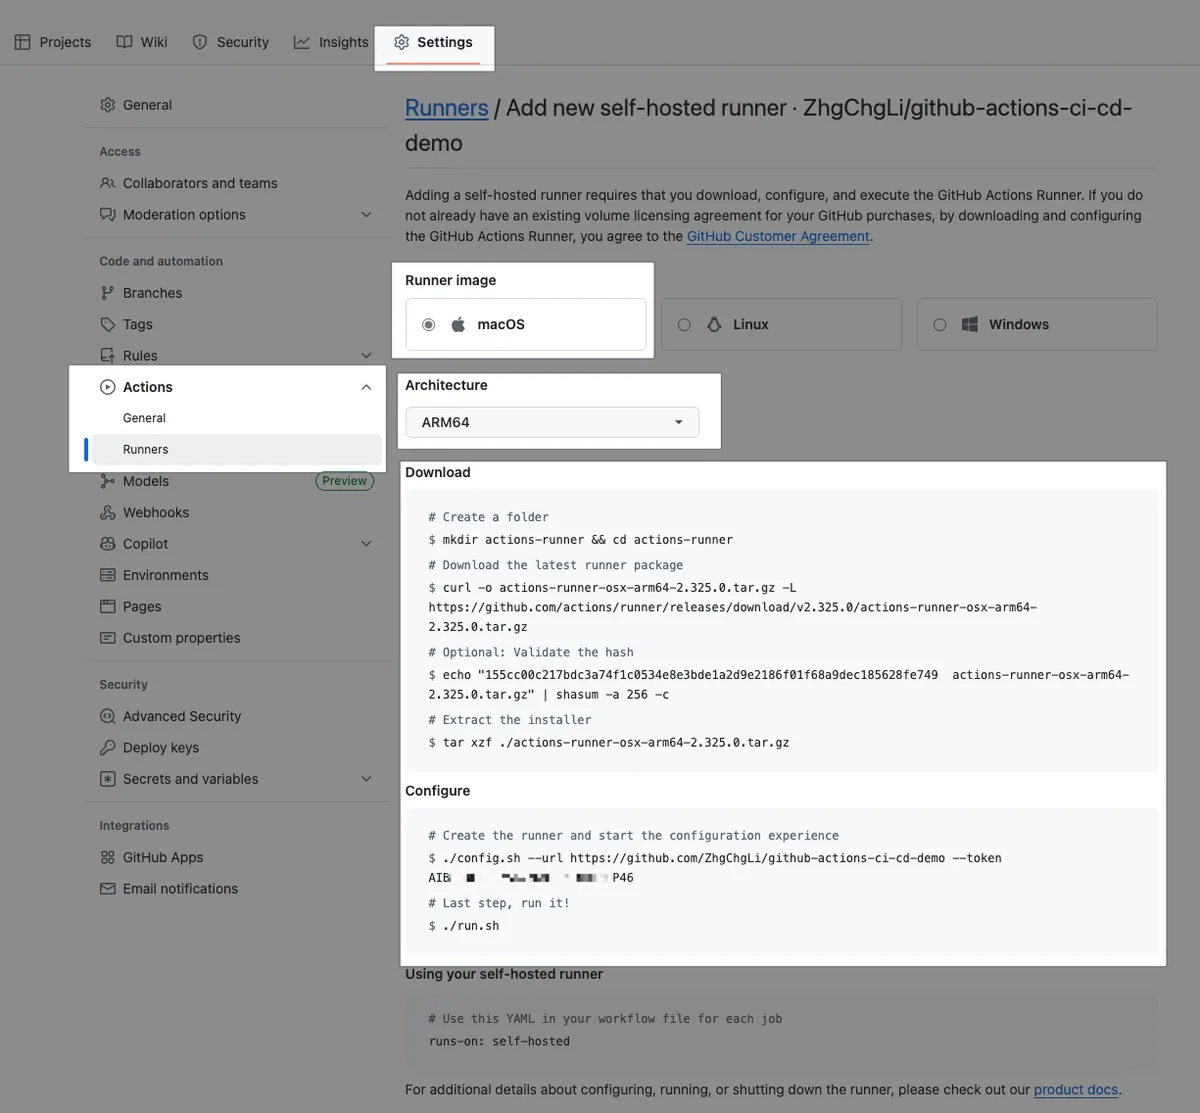 Projects Wiki Security Insights Settings
General
Access
Collaborators and teams
Moderation options
Code and automation
Branches
Tags
Rules
Actions
General
Runners
Models Preview
Webhooks
Copilot
Environments
Pages
Custom properties
Security
Advanced Security
Deploy keys
Secrets and variables
Integrations
GitHub Apps
Email notifications
Runners / Add new self-hosted runner · ZhgChgLi/github-actions-ci-cd-
demo
Adding a self-hosted runner requires that you download, configure, and execute the GitHub Actions Runner. If you do
not already have an existing volume licensing agreement for your GitHub purchases, by downloading and configuring
the GitHub Actions Runner, you agree to the GitHub Customer Agreement.
Runner image
macOS Linux Windows
Architecture
ARM64
Download
# Create a folder
$ mkdir actions-runner && cd actions-runner
# Download the latest runner package
$ curl -o actions-runner-osx-arm64-2.325.0.tar.gz -L
https://github.com/actions/runner/releases/download/v2.325.0/actions-runner-osx-arm64-
2.325.0.tar.gz
# Optional: Validate the hash
$ echo "155cc00c217bdc3a74f1c0534e8e3bde1a2d9e2186f01f68a9dec185628fe749  actions-runner-osx-arm64-
2.325.0.tar.gz" | shasum -a 256 -c
# Extract the installer
$ tar xzf ./actions-runner-osx-arm64-2.325.0.tar.gz
Configure
# Create the runner and start the configuration experience
$ ./config.sh --url https://github.com/ZhgChgLi/github-actions-ci-cd-demo --token
AIB P46
# Last step, run it!
$ ./run.sh
Using your self-hosted runner
# Use this YAML in your workflow file for each job
runs-on: self-hosted
For additional details about configuring, running, or shutting down the runner, please check out our product docs.